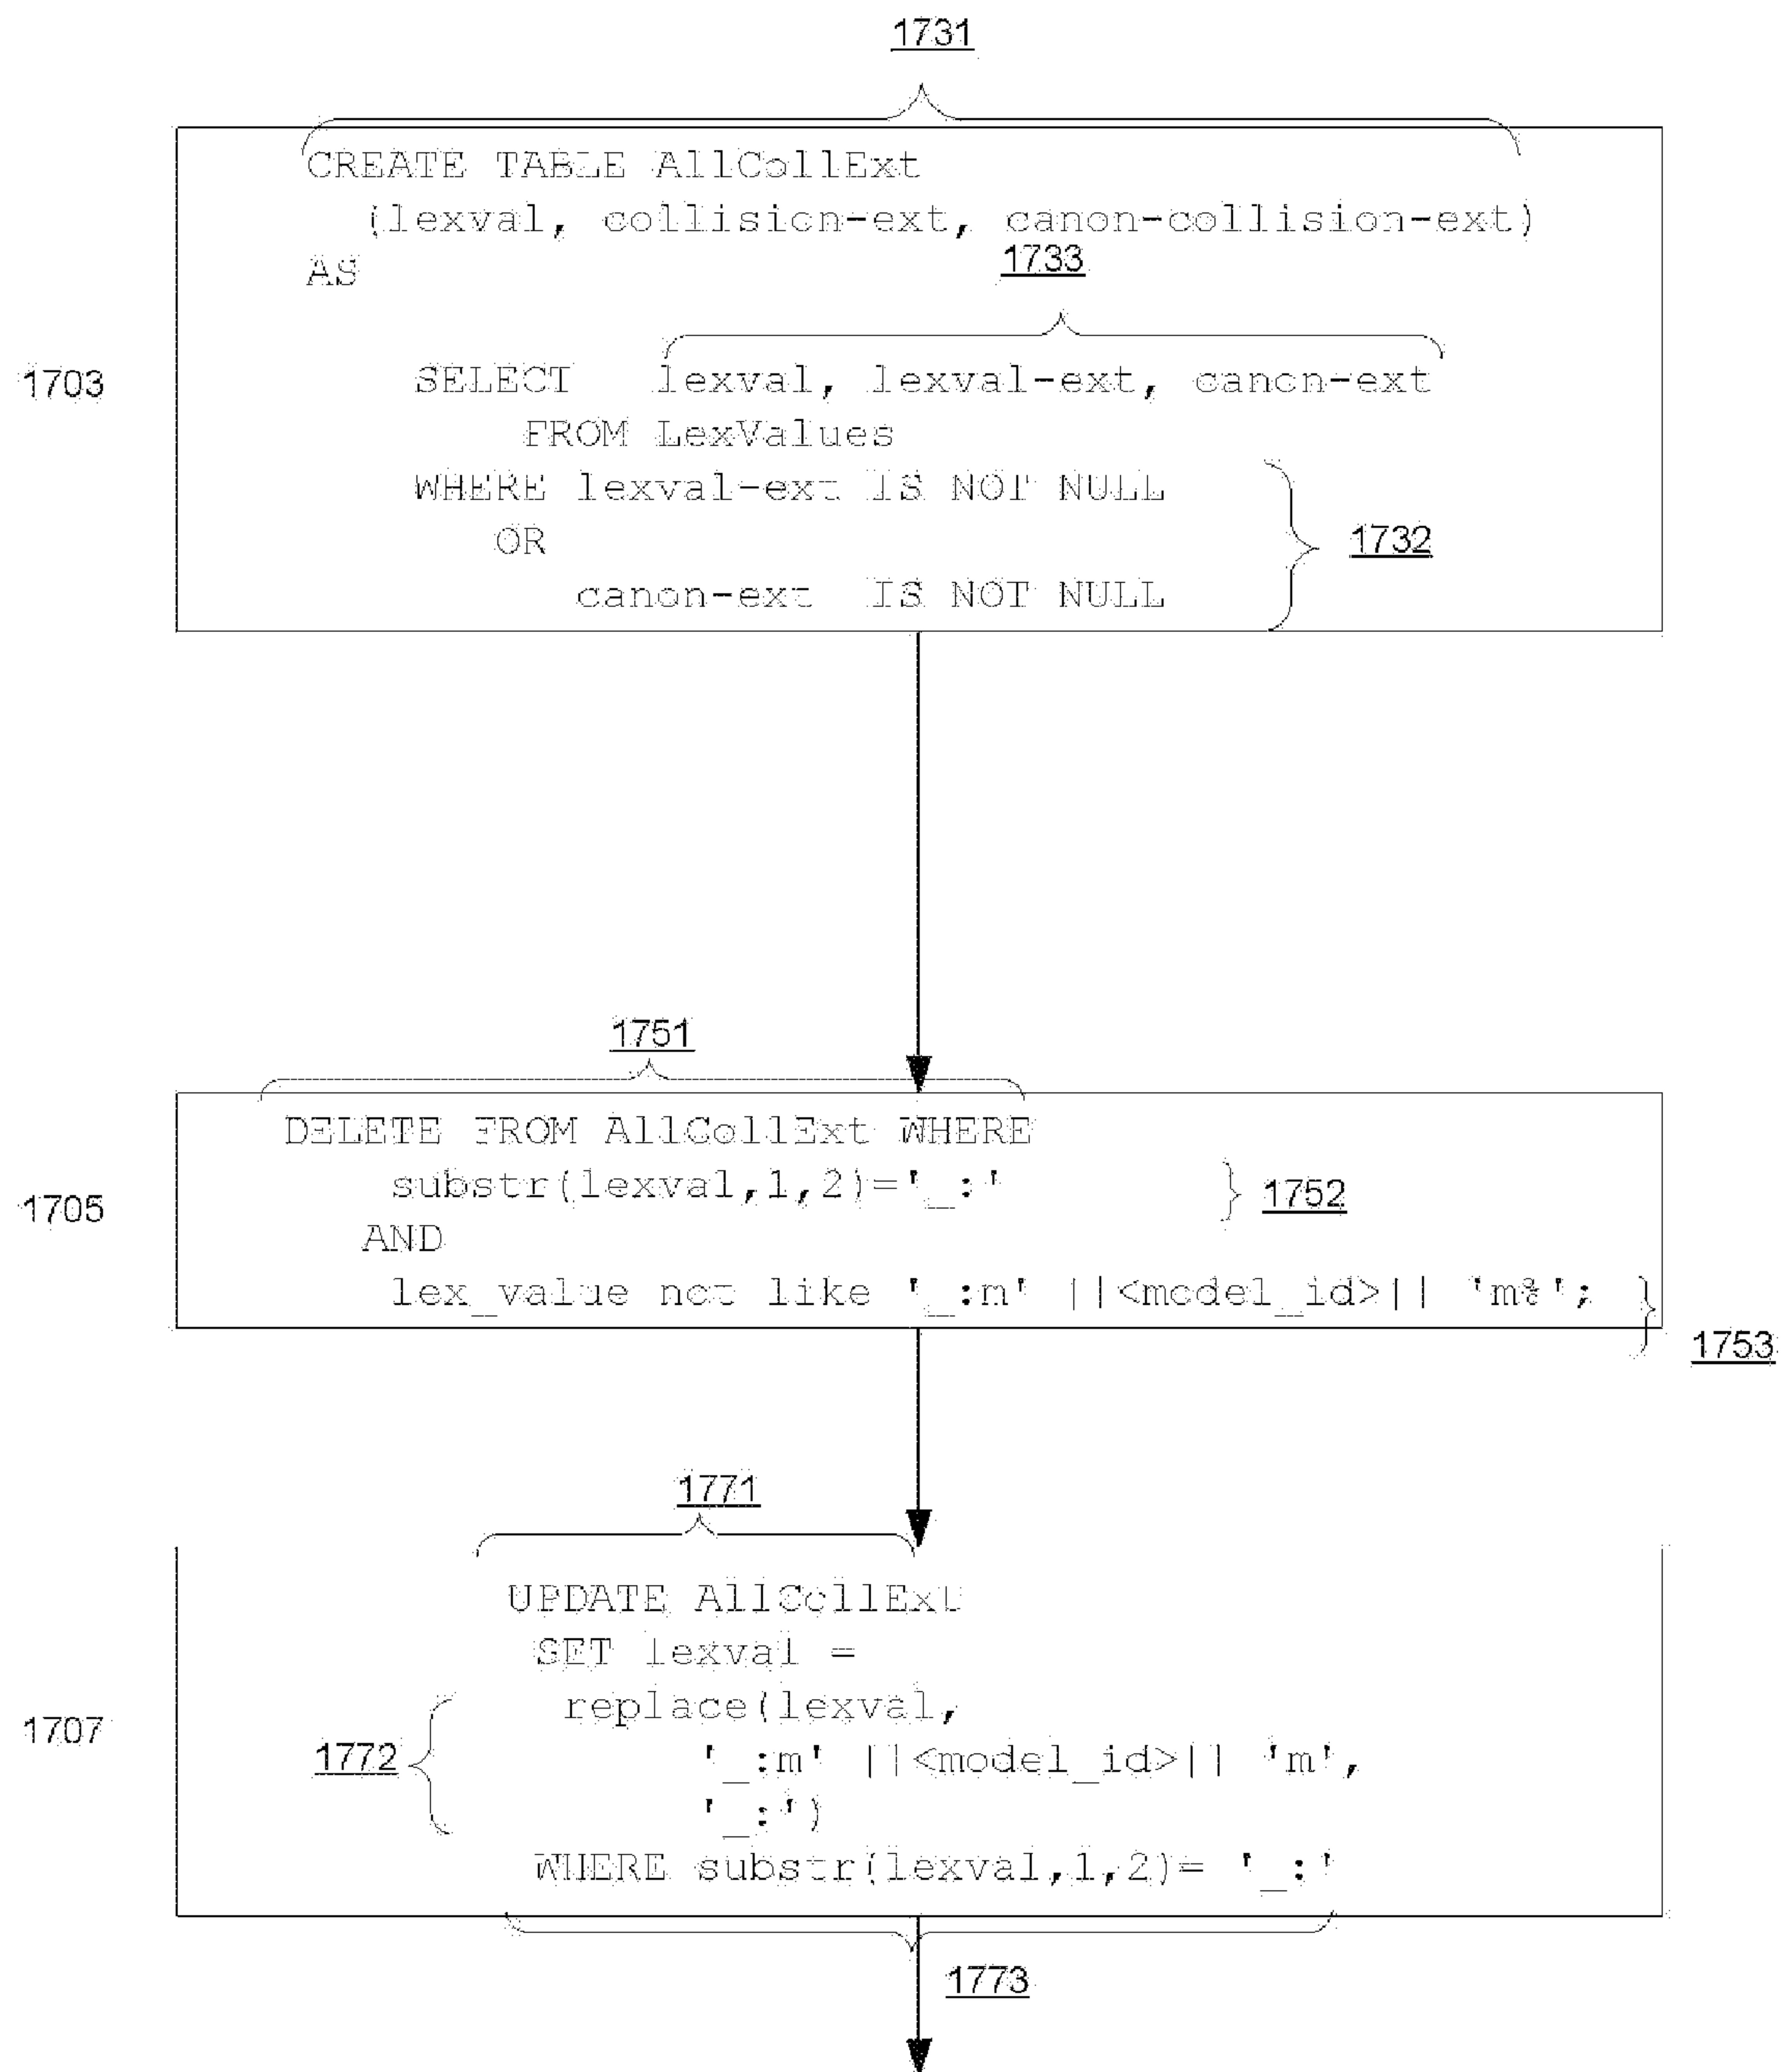 1731
CREATE TABLE AllCollExt
(lexval, collision-ext, canon-collision-ext)
AS
1733
1703
SELECT lexval, lexval-ext, canon-ext
FROM LexValues
WHERE lexval-ext IS NOT NULL
OR
1732
canon-ext IS NOT NULL
1751
DELETE FROM AllCollExt WHERE
1705
substr(lexval,1,2)='_:'
1752
AND
lex_value not like '_:m' ||<model_id>|| 'm%';
1753
1771
UPDATE AllCollExt
SET lexval =
1707
replace(lexval,
1772
'_:m' ||<model_id>|| 'm',
'_:')
WHERE substr(lexval,1,2)= '_:'
1773